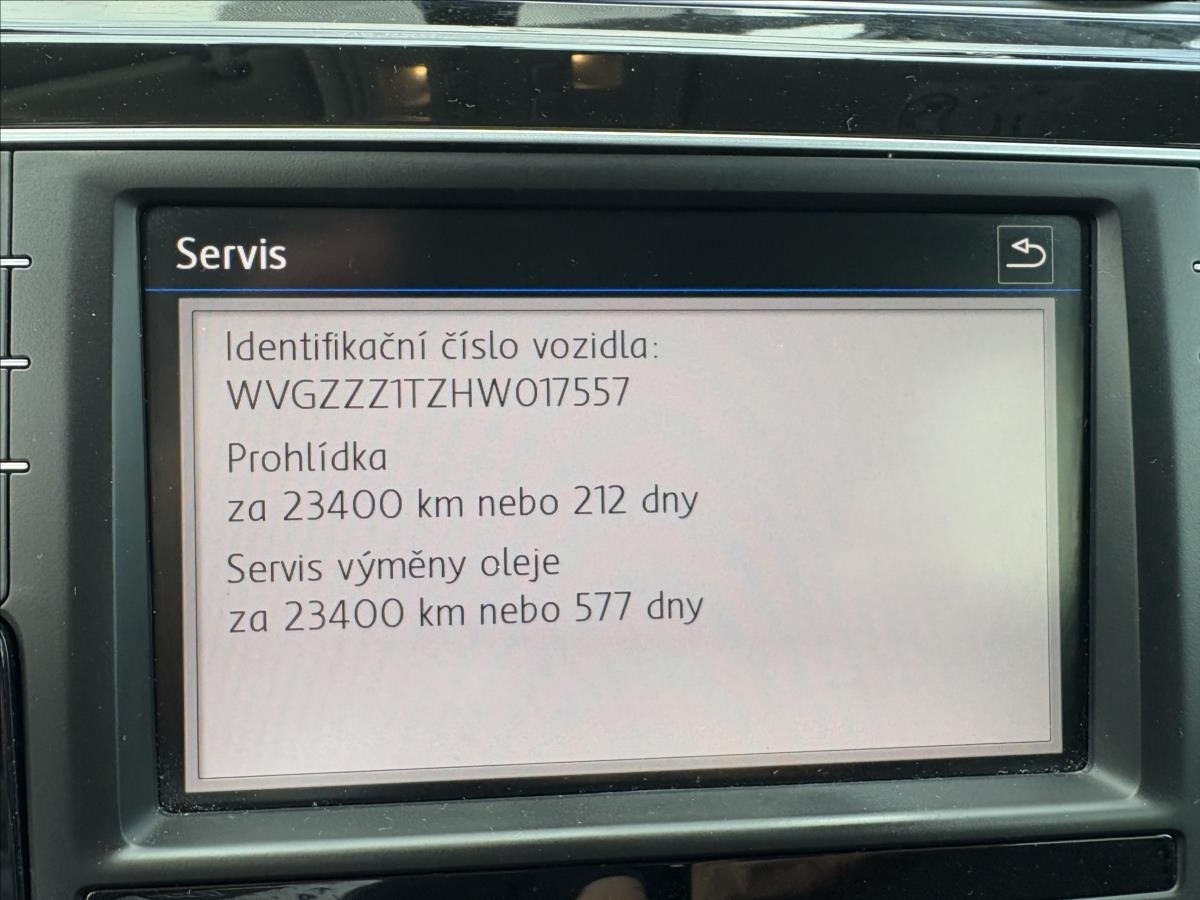 Servis
Identifikační číslo vozidla:
WVGZZZ1TZHW017557
Prohlídka
za 23400 km nebo 212 dny
Servis výměny oleje
za 23400 km nebo 577 dny